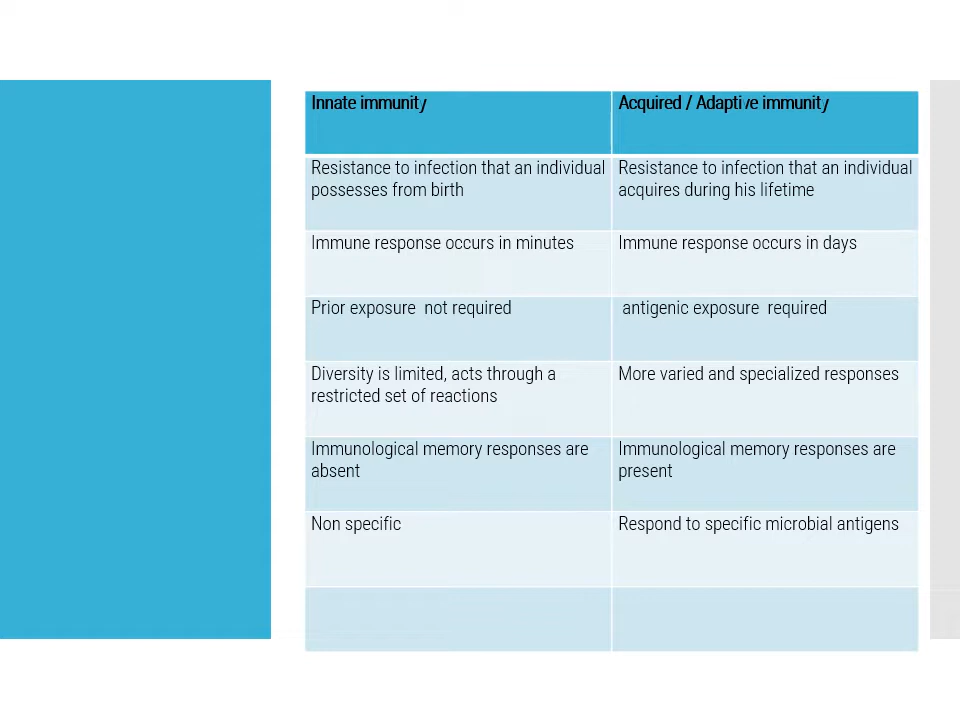 Innate immunity
Acquired / Adaptive immunity
Resistance to infection that an individual
possesses from birth
Resistance to infection that an individual
acquires during his lifetime
Immune response occurs in minutes
Immune response occurs in days
Prior exposure  not required
antigenic exposure  required
Diversity is limited, acts through a
restricted set of reactions
More varied and specialized responses
Immunological memory responses are
absent
Immunological memory responses are
present
Non specific
Respond to specific microbial antigens